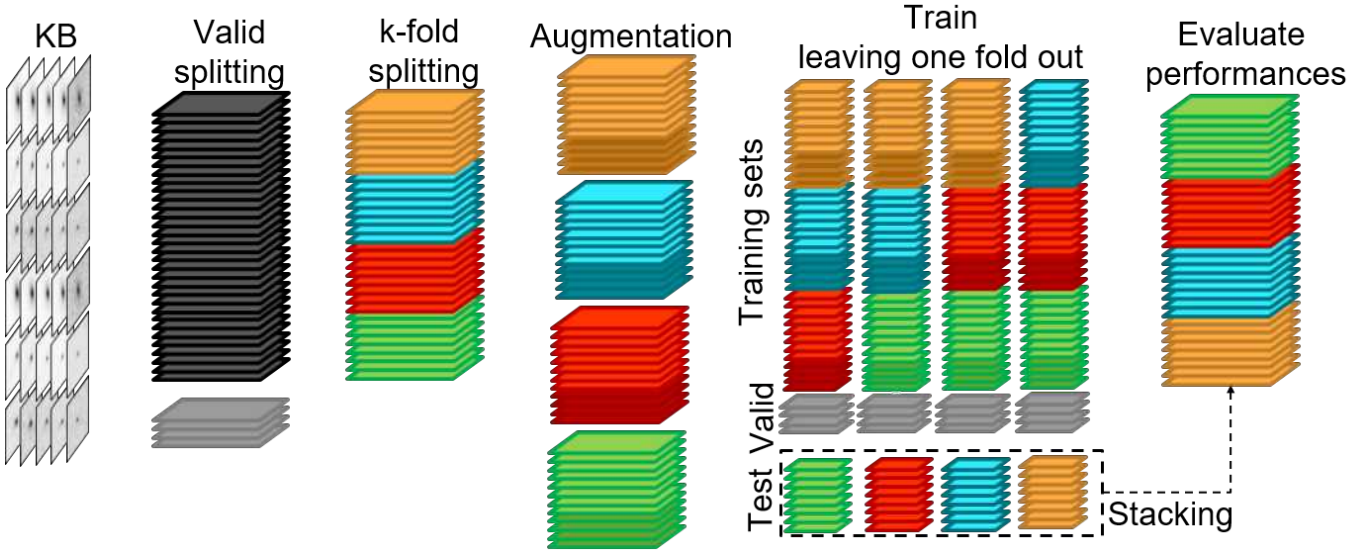 KB
Valid
splitting
k-fold
splitting
Augmentation
Train
leaving one fold out
Evaluate
performances
Training sets
Valid
Test
Stacking